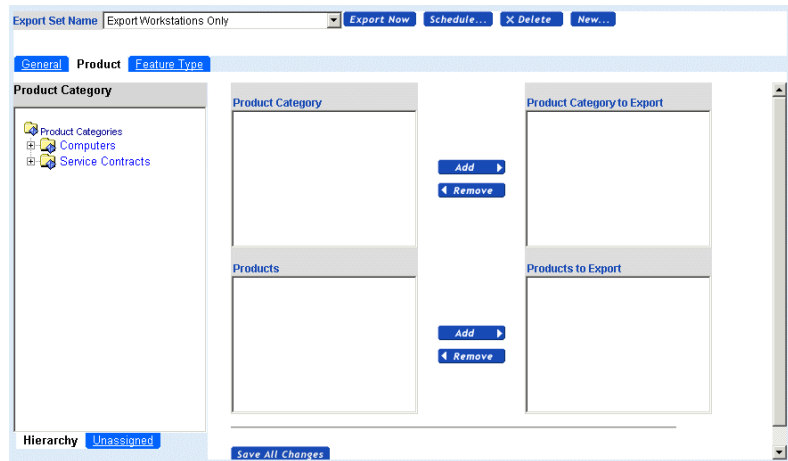 Export Set Name Export Workstations Only Export Now Schedule... X Delete New...
General Product Feature Type
Product Category
Product Categories
Computers
Service Contracts
Hierarchy Unassigned
Product Category
Product Category to Export
Add
Remove
Products
Products to Export
Add
Remove
Save All Changes